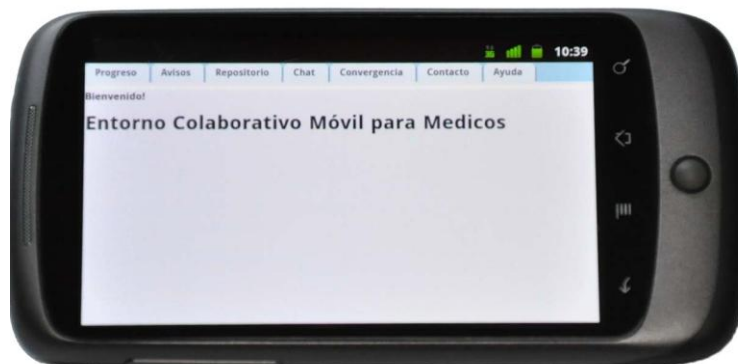 10:39
Progreso Avisos Repositorio Chat Convergencia Contacto Ayuda
Bienvenido!
Entorno Colaborativo Móvil para Medicos